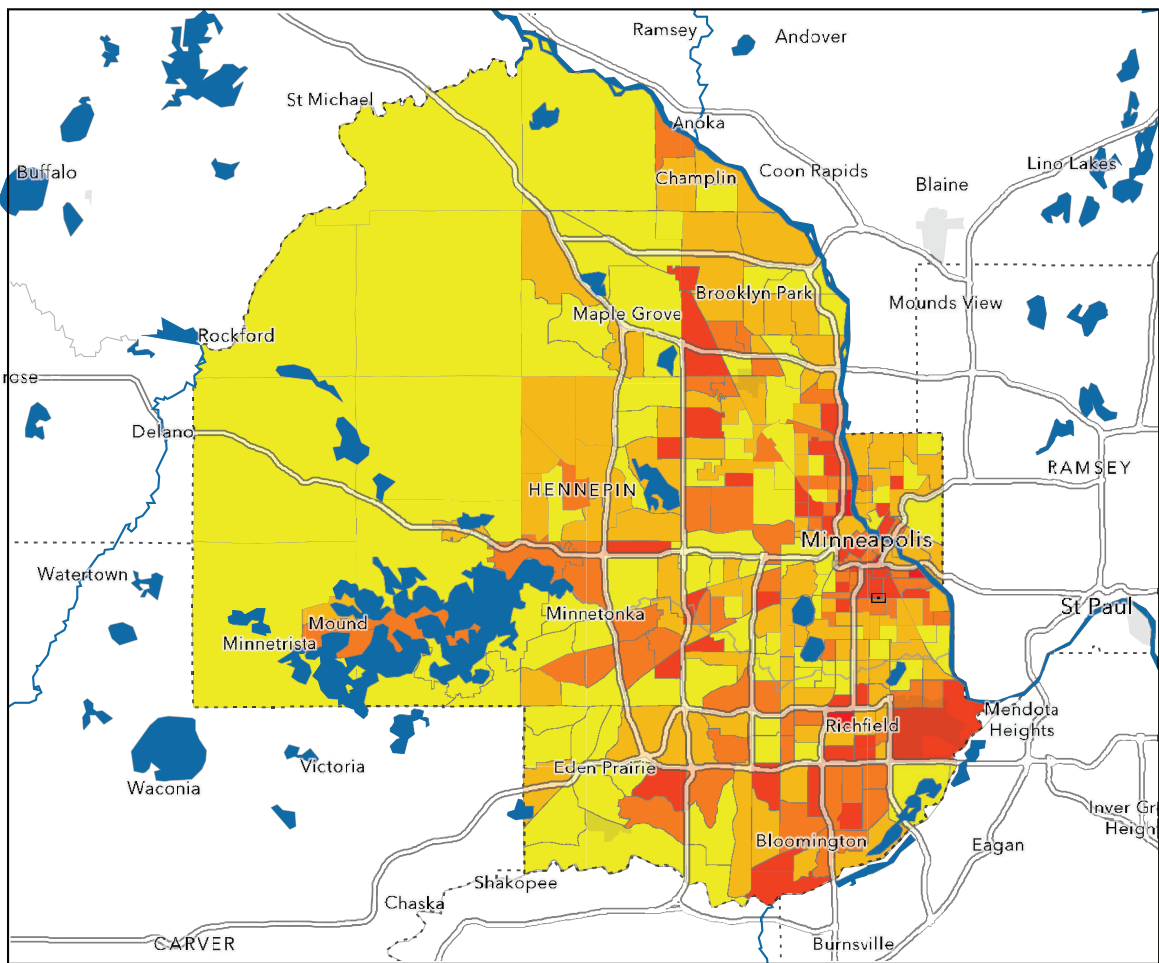 Ramsey
Andover
St Michael
Anoka
Coon Rapids
Lino Lakes
Buffalo
Champlin
Blaine
Brooklyn Park
Mounds View
Maple Grove
Rockford
rose
Delano
RAMSEY
HENNEPIN
Minneapolis
Watertown
St Paul
Mound
Minnetonka
Minnetrista
Mendota
Heights
Richfield
Victoria
Eden Prairie
Waconia
Inver Gr
Height
Bloomington
Eagan
Shakopee
Chaska
CARVER
Burnsville